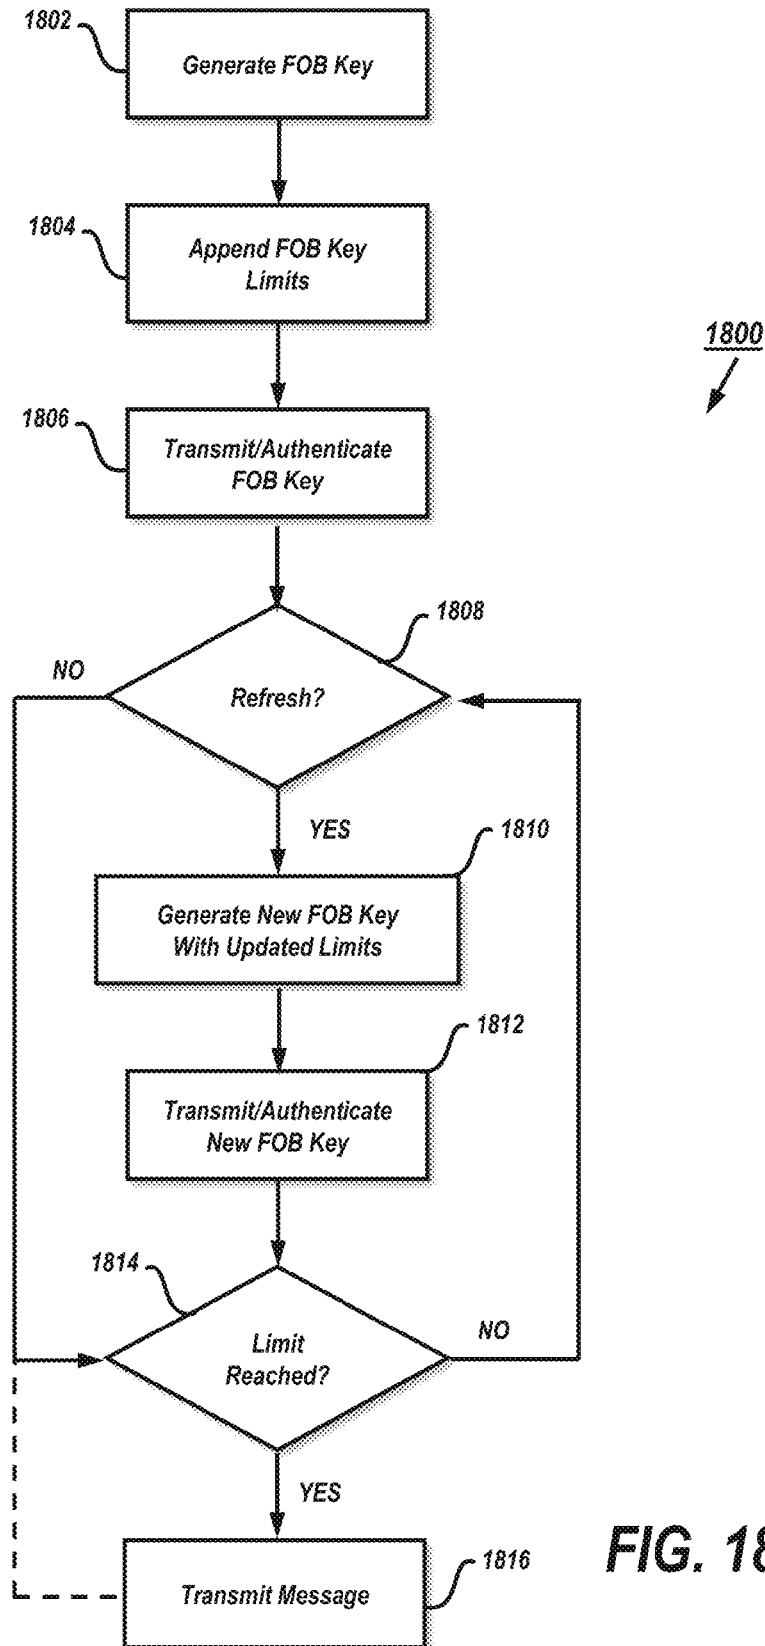 1802
Generate FOB Key
1804
Append FOB Key
Limits
1800
1806
Transmit/Authenticate
FOB Key
1808
NO
Refresh?
YES
1810
Generate New FOB Key
With Updated Limits
1812
Transmit/Authenticate
New FOB Key
1814
Limit
Reached?
NO
YES
1816
Transmit Message
FIG. 18